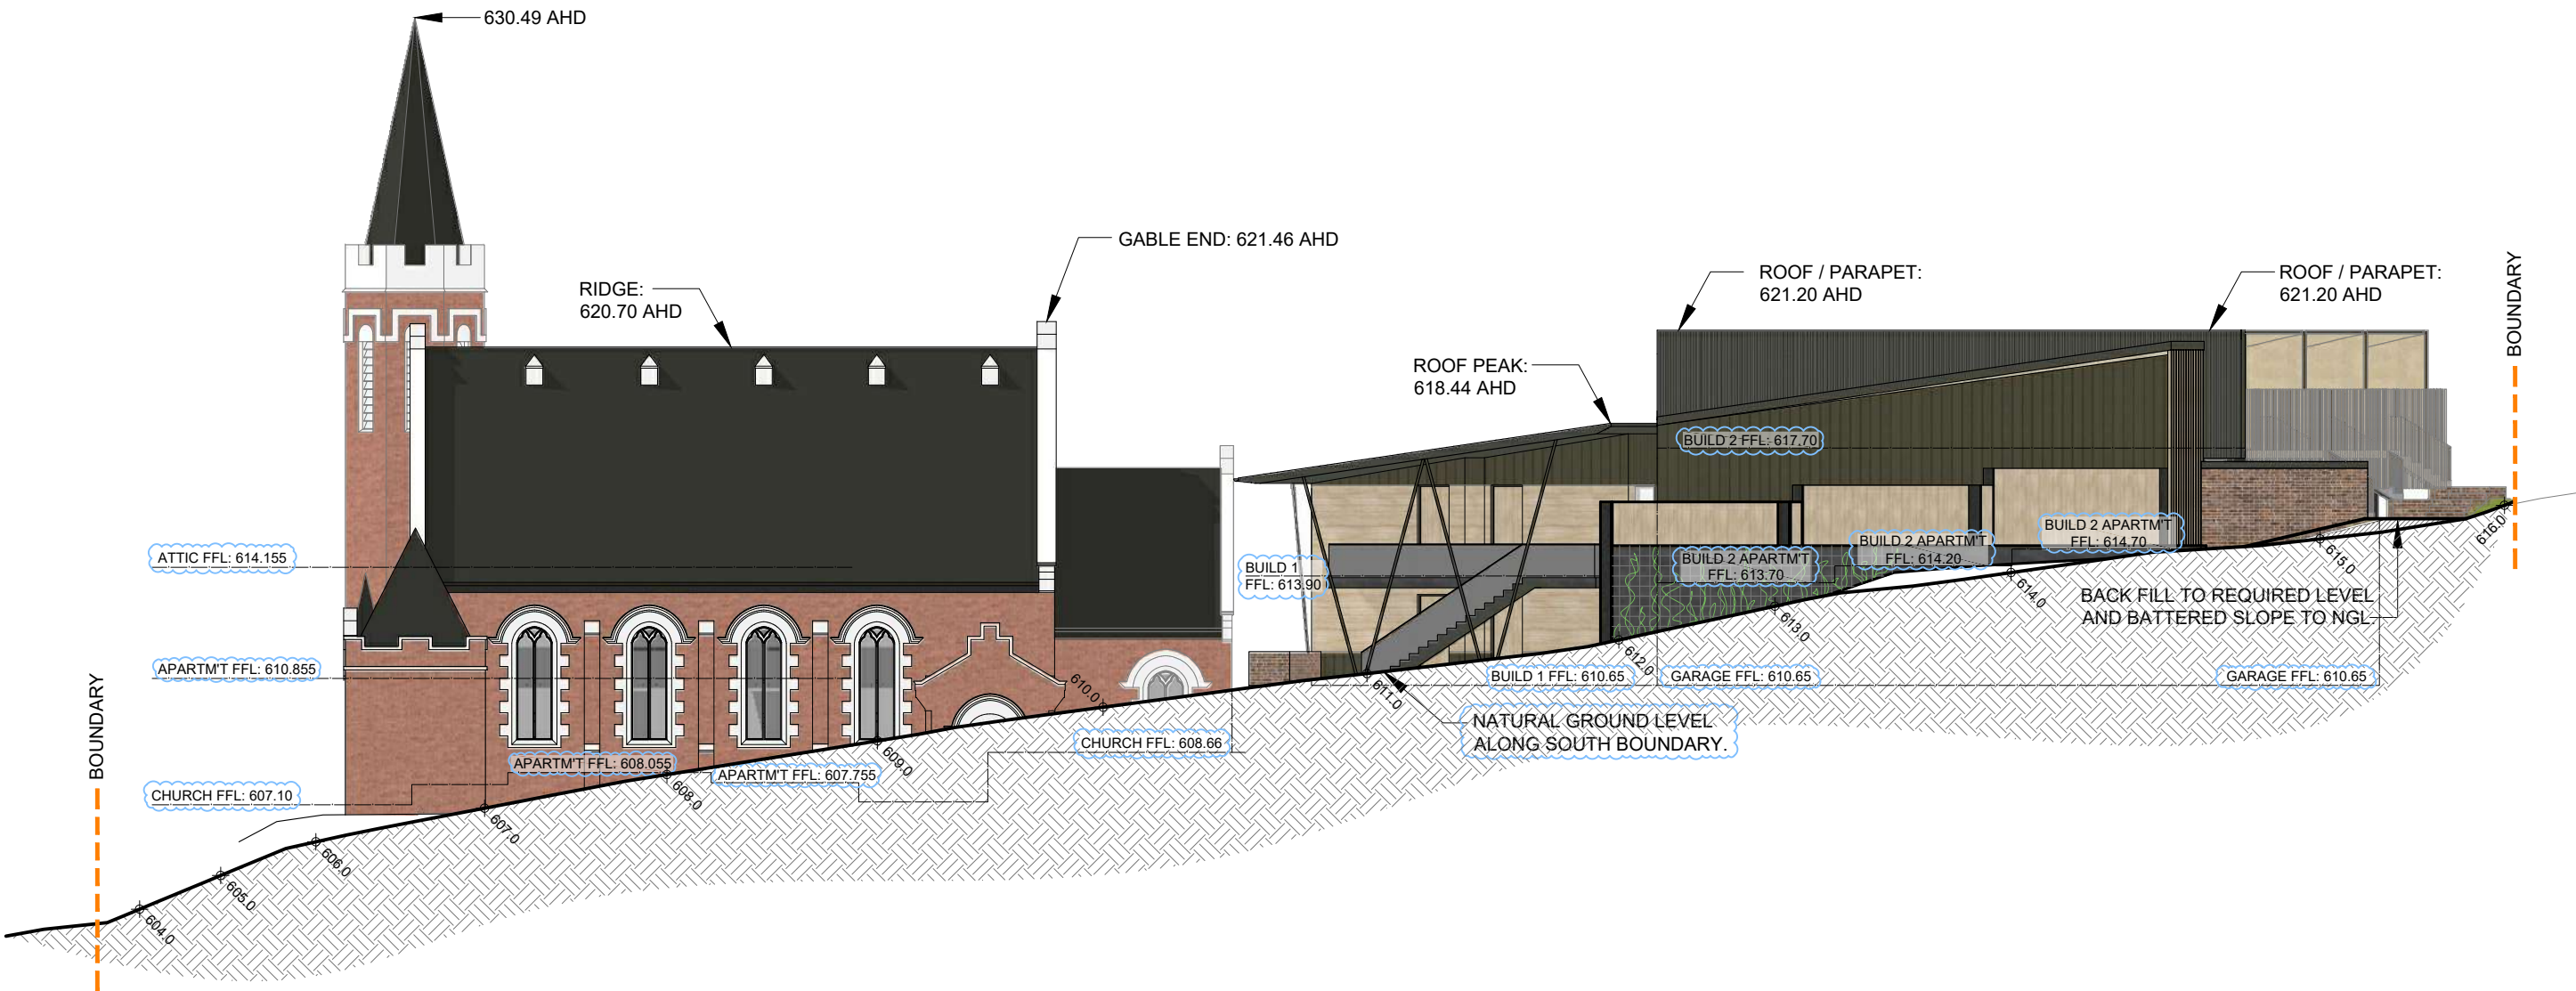 630.49 AHD
GABLE END: 621.46 AHD
RIDGE:
620.70 AHD
ROOF / PARAPET:
621.20 AHD
ROOF / PARAPET:
621.20 AHD
BOUNDARY
ROOF PEAK:
618.44 AHD
BUILD 2 FFL: 617.70
ATTIC FFL: 614.155
BUILD 1
FFL: 613.90
BUILD 2 APARTM'T
FFL: 613.70
BUILD 2 APARTM'T
FFL: 614.20
BUILD 2 APARTM'T
FFL: 614.70
616.0
615.0
614.0
613.0
612.0
611.0
610.0
609.0
608.0
607.0
606.0
605.0
604.0
BACK FILL TO REQUIRED LEVEL
AND BATTERED SLOPE TO NGL
APARTM'T FFL: 610.855
BUILD 1 FFL: 610.65
GARAGE FFL: 610.65
GARAGE FFL: 610.65
NATURAL GROUND LEVEL
ALONG SOUTH BOUNDARY.
CHURCH FFL: 608.66
APARTM'T FFL: 608.055
APARTM'T FFL: 607.755
CHURCH FFL: 607.10
BOUNDARY